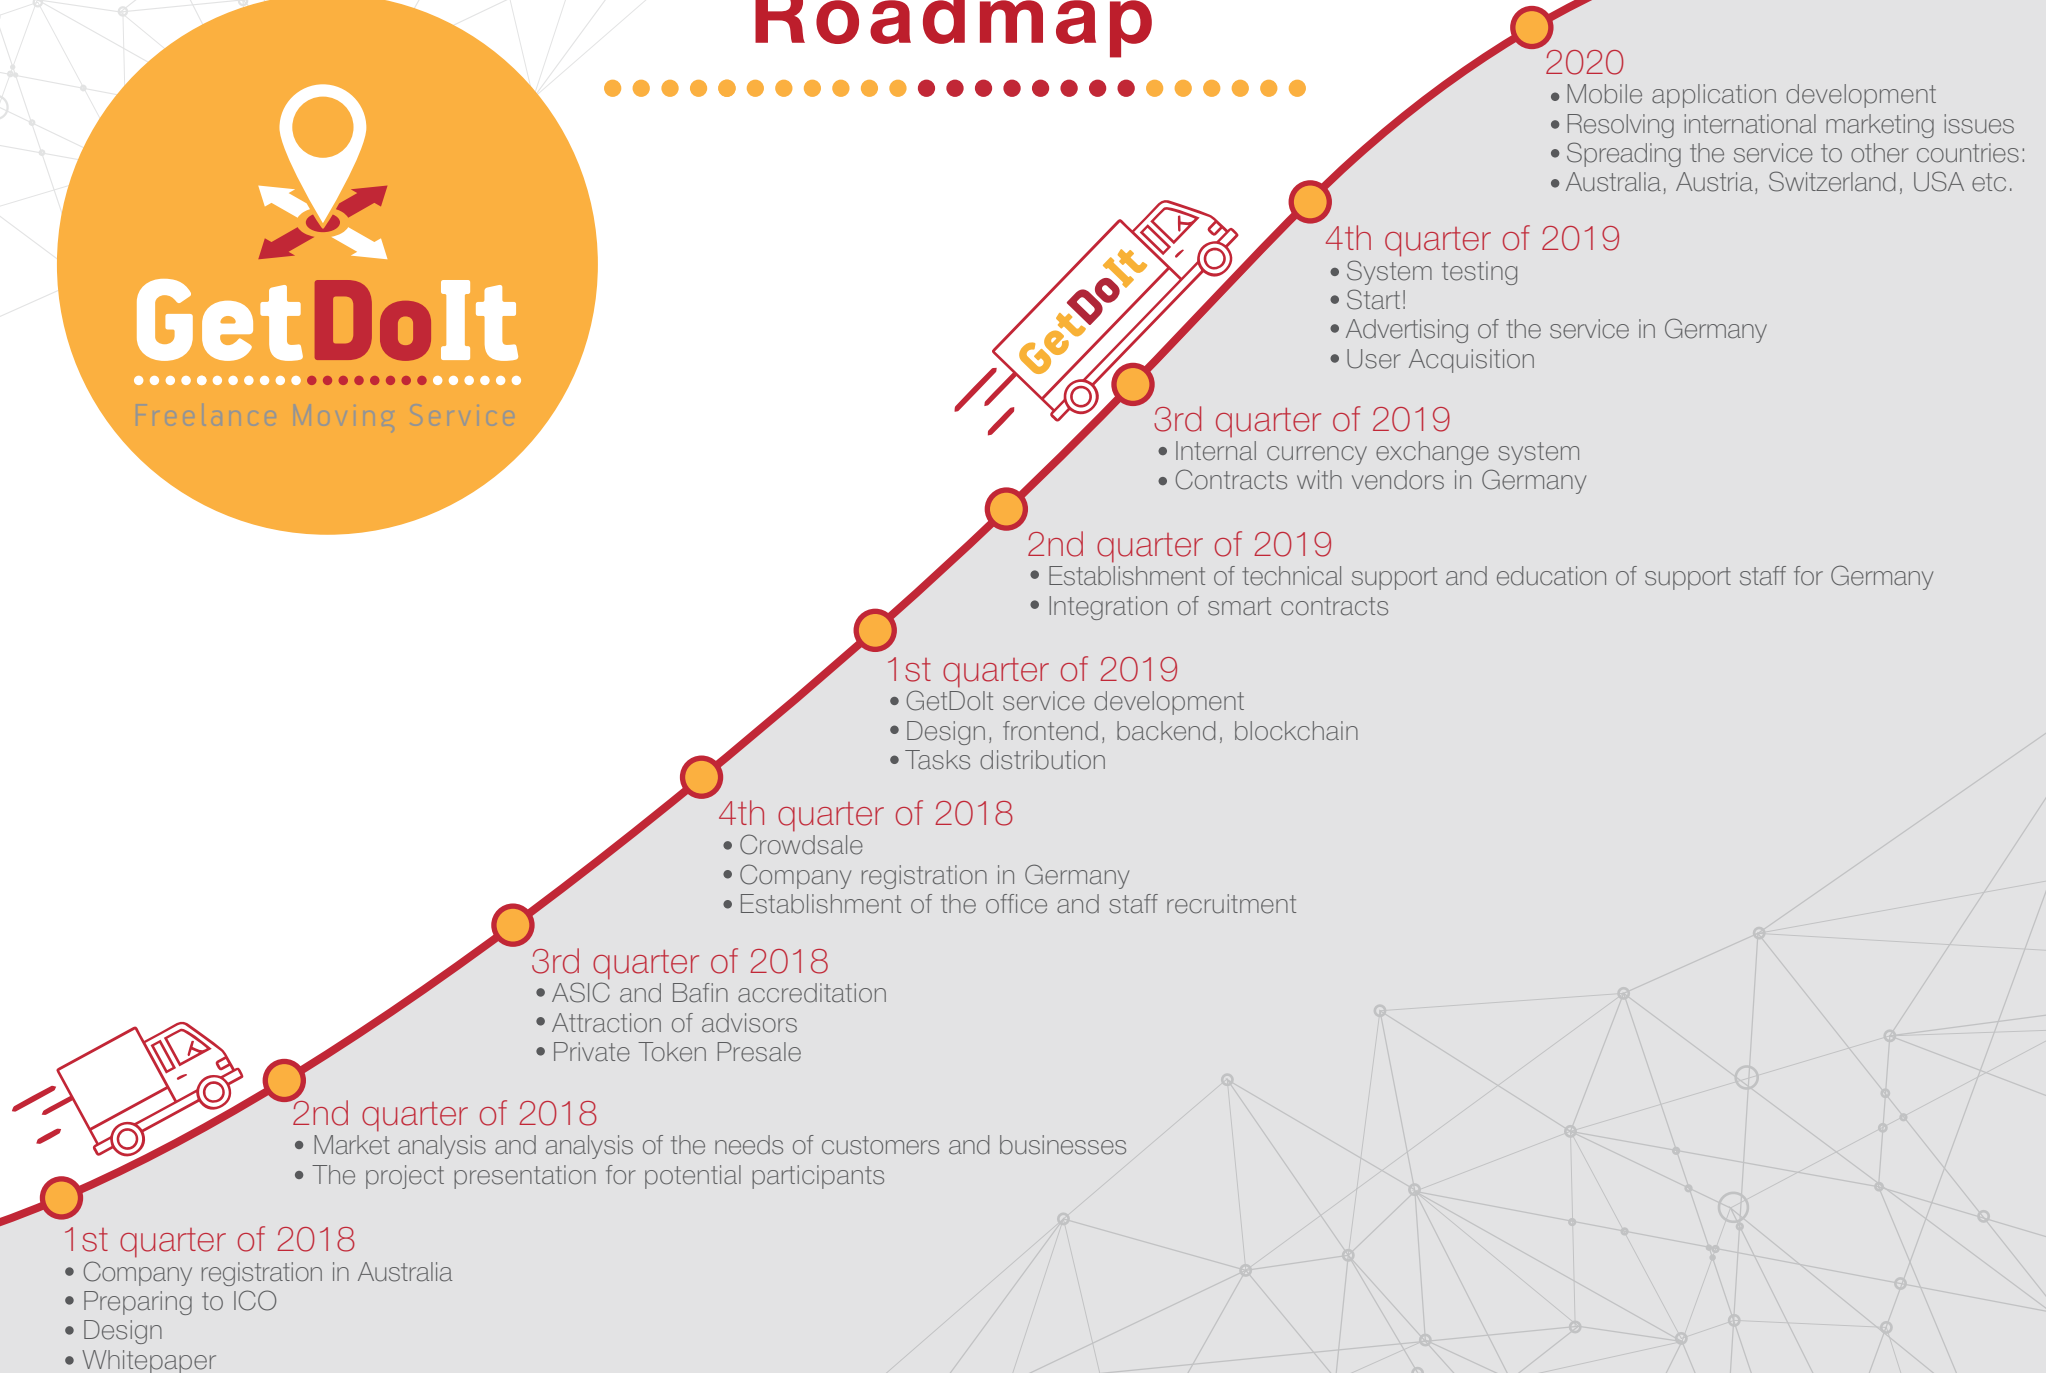 Roadmap
GetDoIt
Freelance Moving Service
GetDoIt
2020
• Mobile application development
• Resolving international marketing issues
• Spreading the service to other countries:
• Australia, Austria, Switzerland, USA etc.
4th quarter of 2019
• System testing
• Start!
• Advertising of the service in Germany
• User Acquisition
3rd quarter of 2019
• Internal currency exchange system
• Contracts with vendors in Germany
2nd quarter of 2019
• Establishment of technical support and education of support staff for Germany
• Integration of smart contracts
1st quarter of 2019
• GetDoIt service development
• Design, frontend, backend, blockchain
• Tasks distribution
4th quarter of 2018
• Crowdsale
• Company registration in Germany
• Establishment of the office and staff recruitment
3rd quarter of 2018
• ASIC and Bafin accreditation
• Attraction of advisors
• Private Token Presale
2nd quarter of 2018
• Market analysis and analysis of the needs of customers and businesses
• The project presentation for potential participants
1st quarter of 2018
• Company registration in Australia
• Preparing to ICO
• Design
• Whitepaper